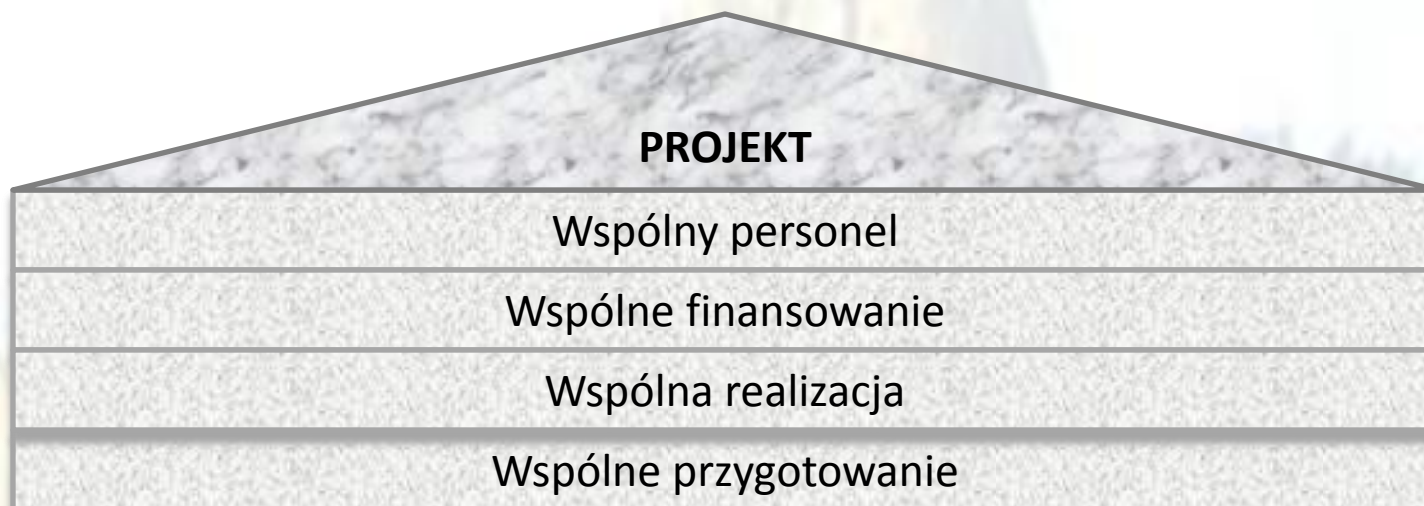 PROJEKT
Wspólny personel
Wspólne finansowanie
Wspólna realizacja
Wspólne przygotowanie